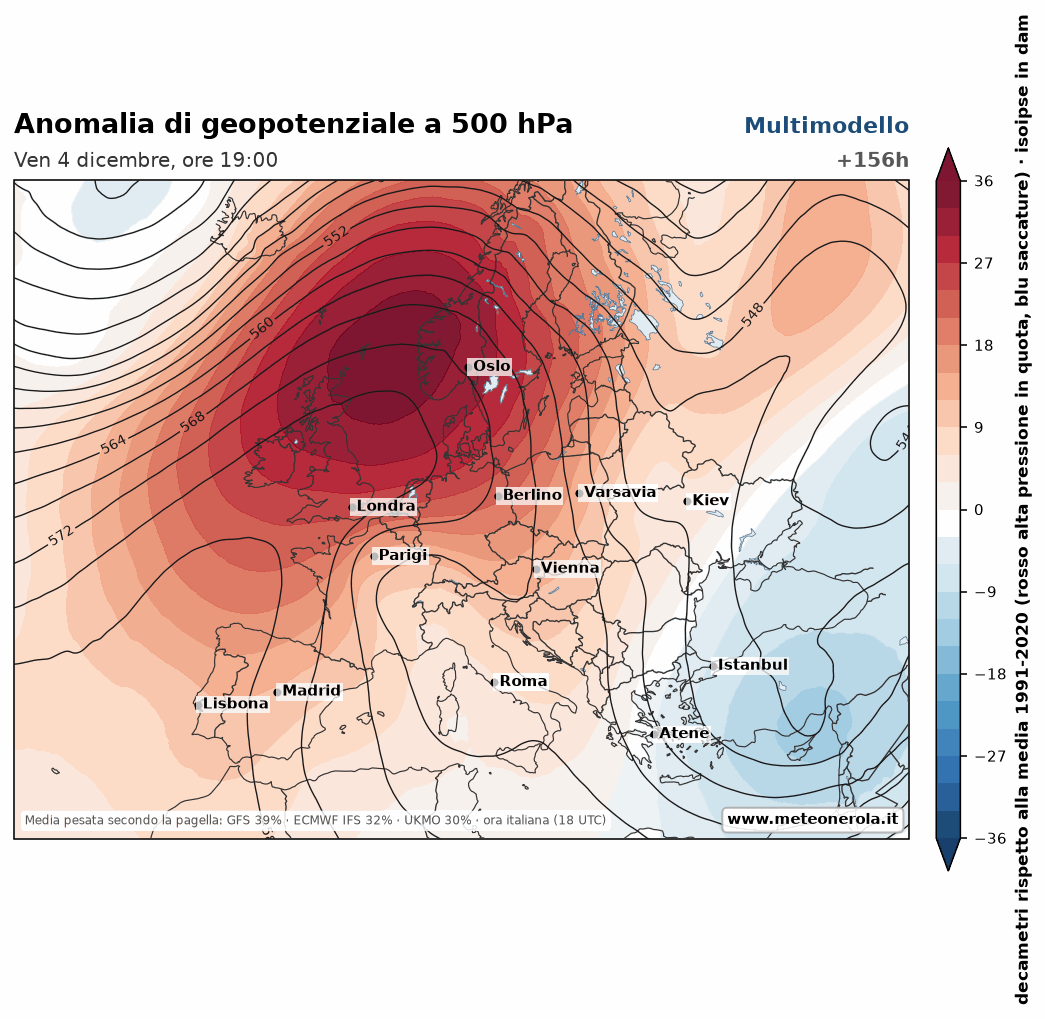 Anomalia di geopotenziale a 500 hPa
Multimodello
Ven 4 dicembre, ore 19:00
+156h
552
560
548
568
564
572
Oslo
Berlino
Varsavia
Kiev
Londra
Parigi
Vienna
Istanbul
Roma
Madrid
Lisbona
Atene
Media pesata secondo la pagella: GFS 39% · ECMWF IFS 32% · UKMO 30% · ora italiana (18 UTC)
www.meteonerola.it
36
27
18
9
0
−9
−18
−27
−36
decametri rispetto alla media 1991-2020 (rosso alta pressione in quota, blu saccature) · isoipse in dam